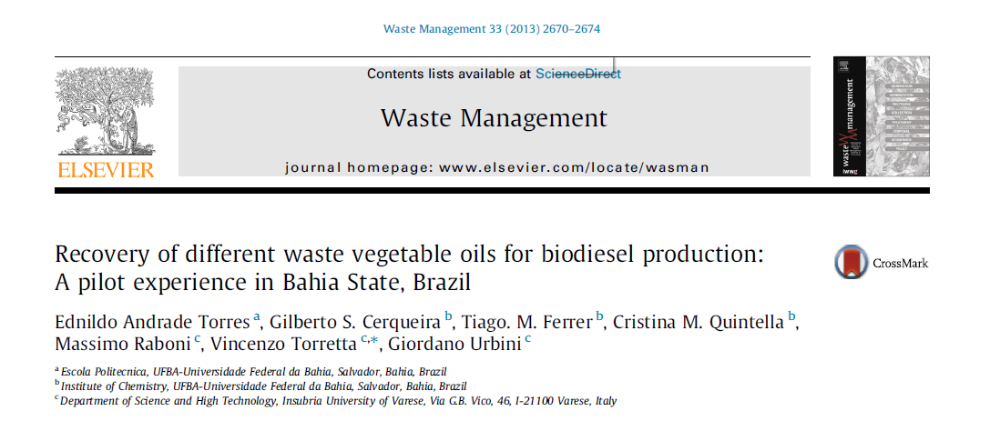 Waste Management 33 (2013) 2670–2674
Contents lists available at ScienceDirect
Waste Management
journal homepage: www.elsevier.com/locate/wasman
ELSEVIER
waste management
iwwg
Recovery of different waste vegetable oils for biodiesel production:
A pilot experience in Bahia State, Brazil
CrossMark
Ednildo Andrade Torres a, Gilberto S. Cerqueira b, Tiago. M. Ferrer b, Cristina M. Quintella b,
Massimo Raboni c, Vincenzo Torretta c,*, Giordano Urbini c
a Escola Politecnica, UFBA-Universidade Federal da Bahia, Salvador, Bahia, Brazil
b Institute of Chemistry, UFBA-Universidade Federal da Bahia, Salvador, Bahia, Brazil
c Department of Science and High Technology, Insubria University of Varese, Via G.B. Vico, 46, I-21100 Varese, Italy